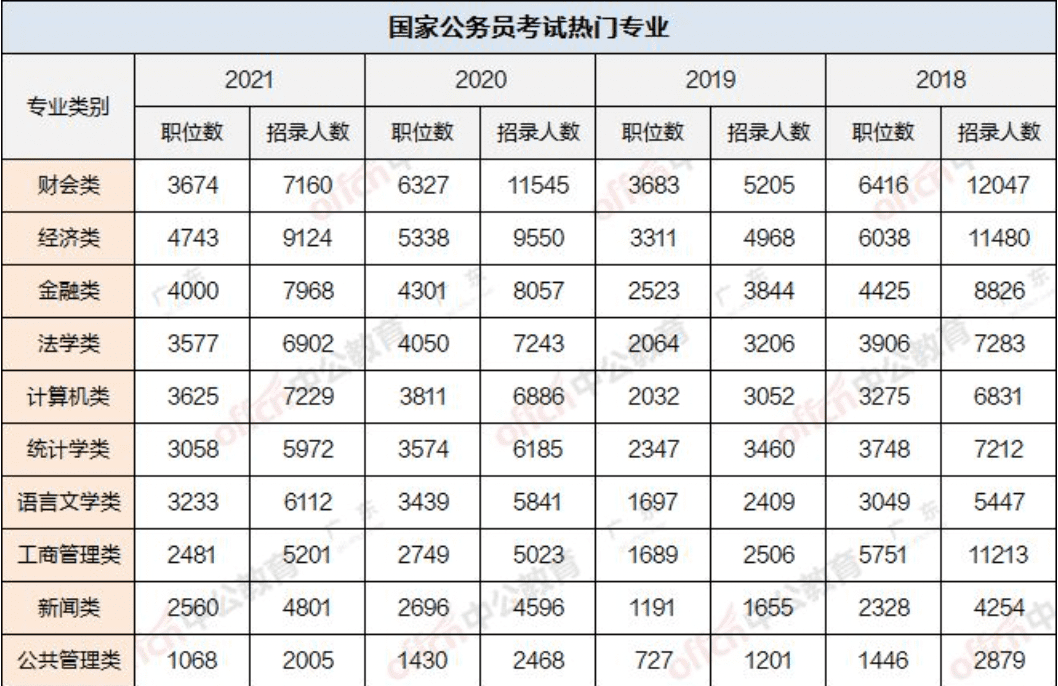 国家公务员考试热门专业
专业类别 2021 2020 2019 2018
职位数 招录人数 职位数 招录人数 职位数 招录人数 职位数 招录人数
财会类 3674 7160 6327 11545 3683 5205 6416 12047
经济类 4743 9124 5338 9550 3311 4968 6038 11480
金融类 4000 7968 4301 8057 2523 3844 4425 8826
法学类 3577 6902 4050 7243 2064 3206 3906 7283
计算机类 3625 7229 3811 6886 2032 3052 3275 6831
统计学类 3058 5972 3574 6185 2347 3460 3748 7212
语言文学类 3233 6112 3439 5841 1697 2409 3049 5447
工商管理类 2481 5201 2749 5023 1689 2506 5751 11213
新闻类 2560 4801 2696 4596 1191 1655 2328 4254
公共管理类 1068 2005 1430 2468 727 1201 1446 2879
offcn中公教育
广东